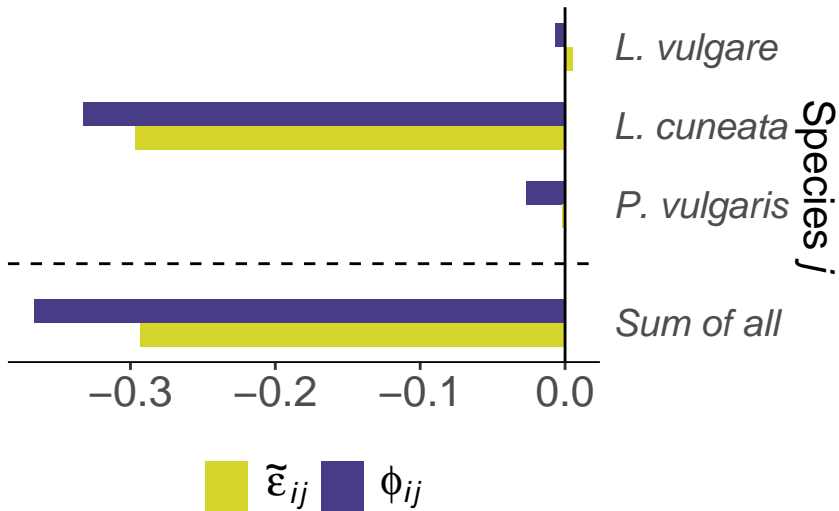 L. vulgare
L. cuneata
P. vulgaris
Sum of all
Species j
−0.3 −0.2 −0.1 0.0
ε̃ij ϕij